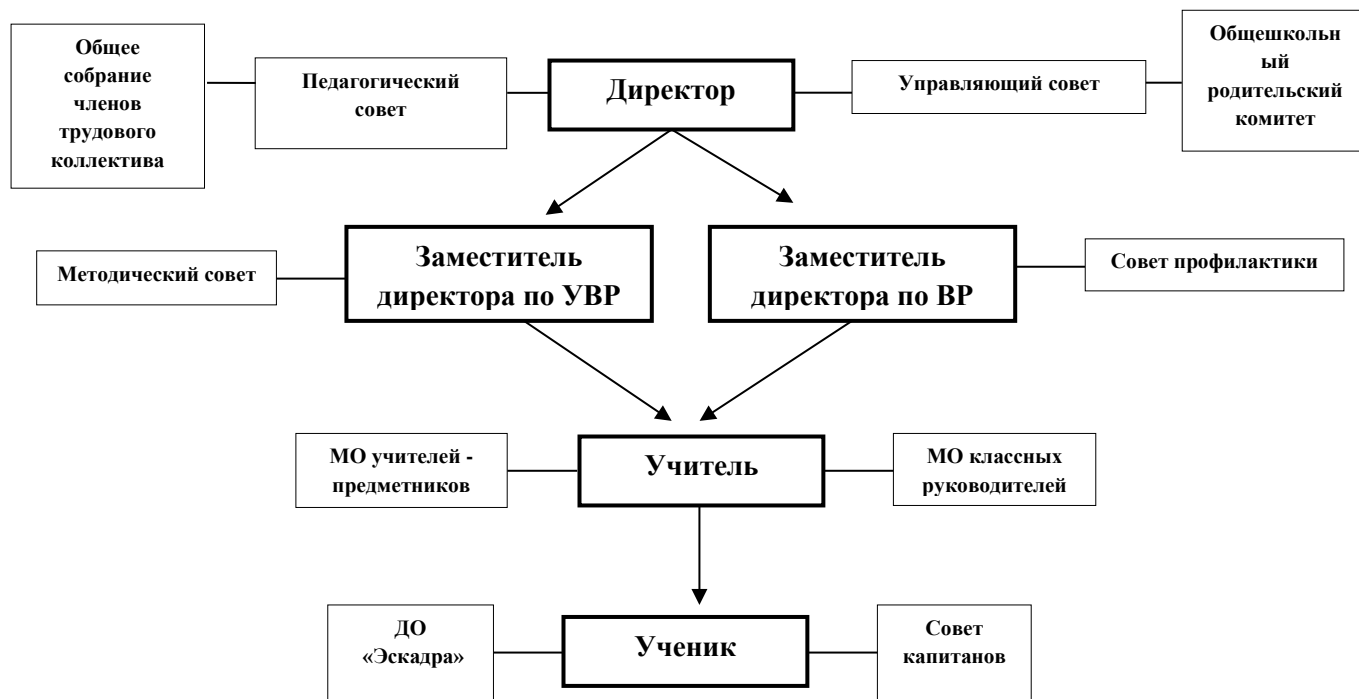 Общее
собрание
членов
трудового
коллектива
Педагогический
совет
Директор
Управляющий совет
Общешкольн
ый
родительский
комитет
Методический совет
Заместитель
директора по УВР
Заместитель
директора по ВР
Совет профилактики
МО учителей -
предметников
Учитель
МО классных
руководителей
ДО
«Эскадра»
Ученик
Совет
капитанов